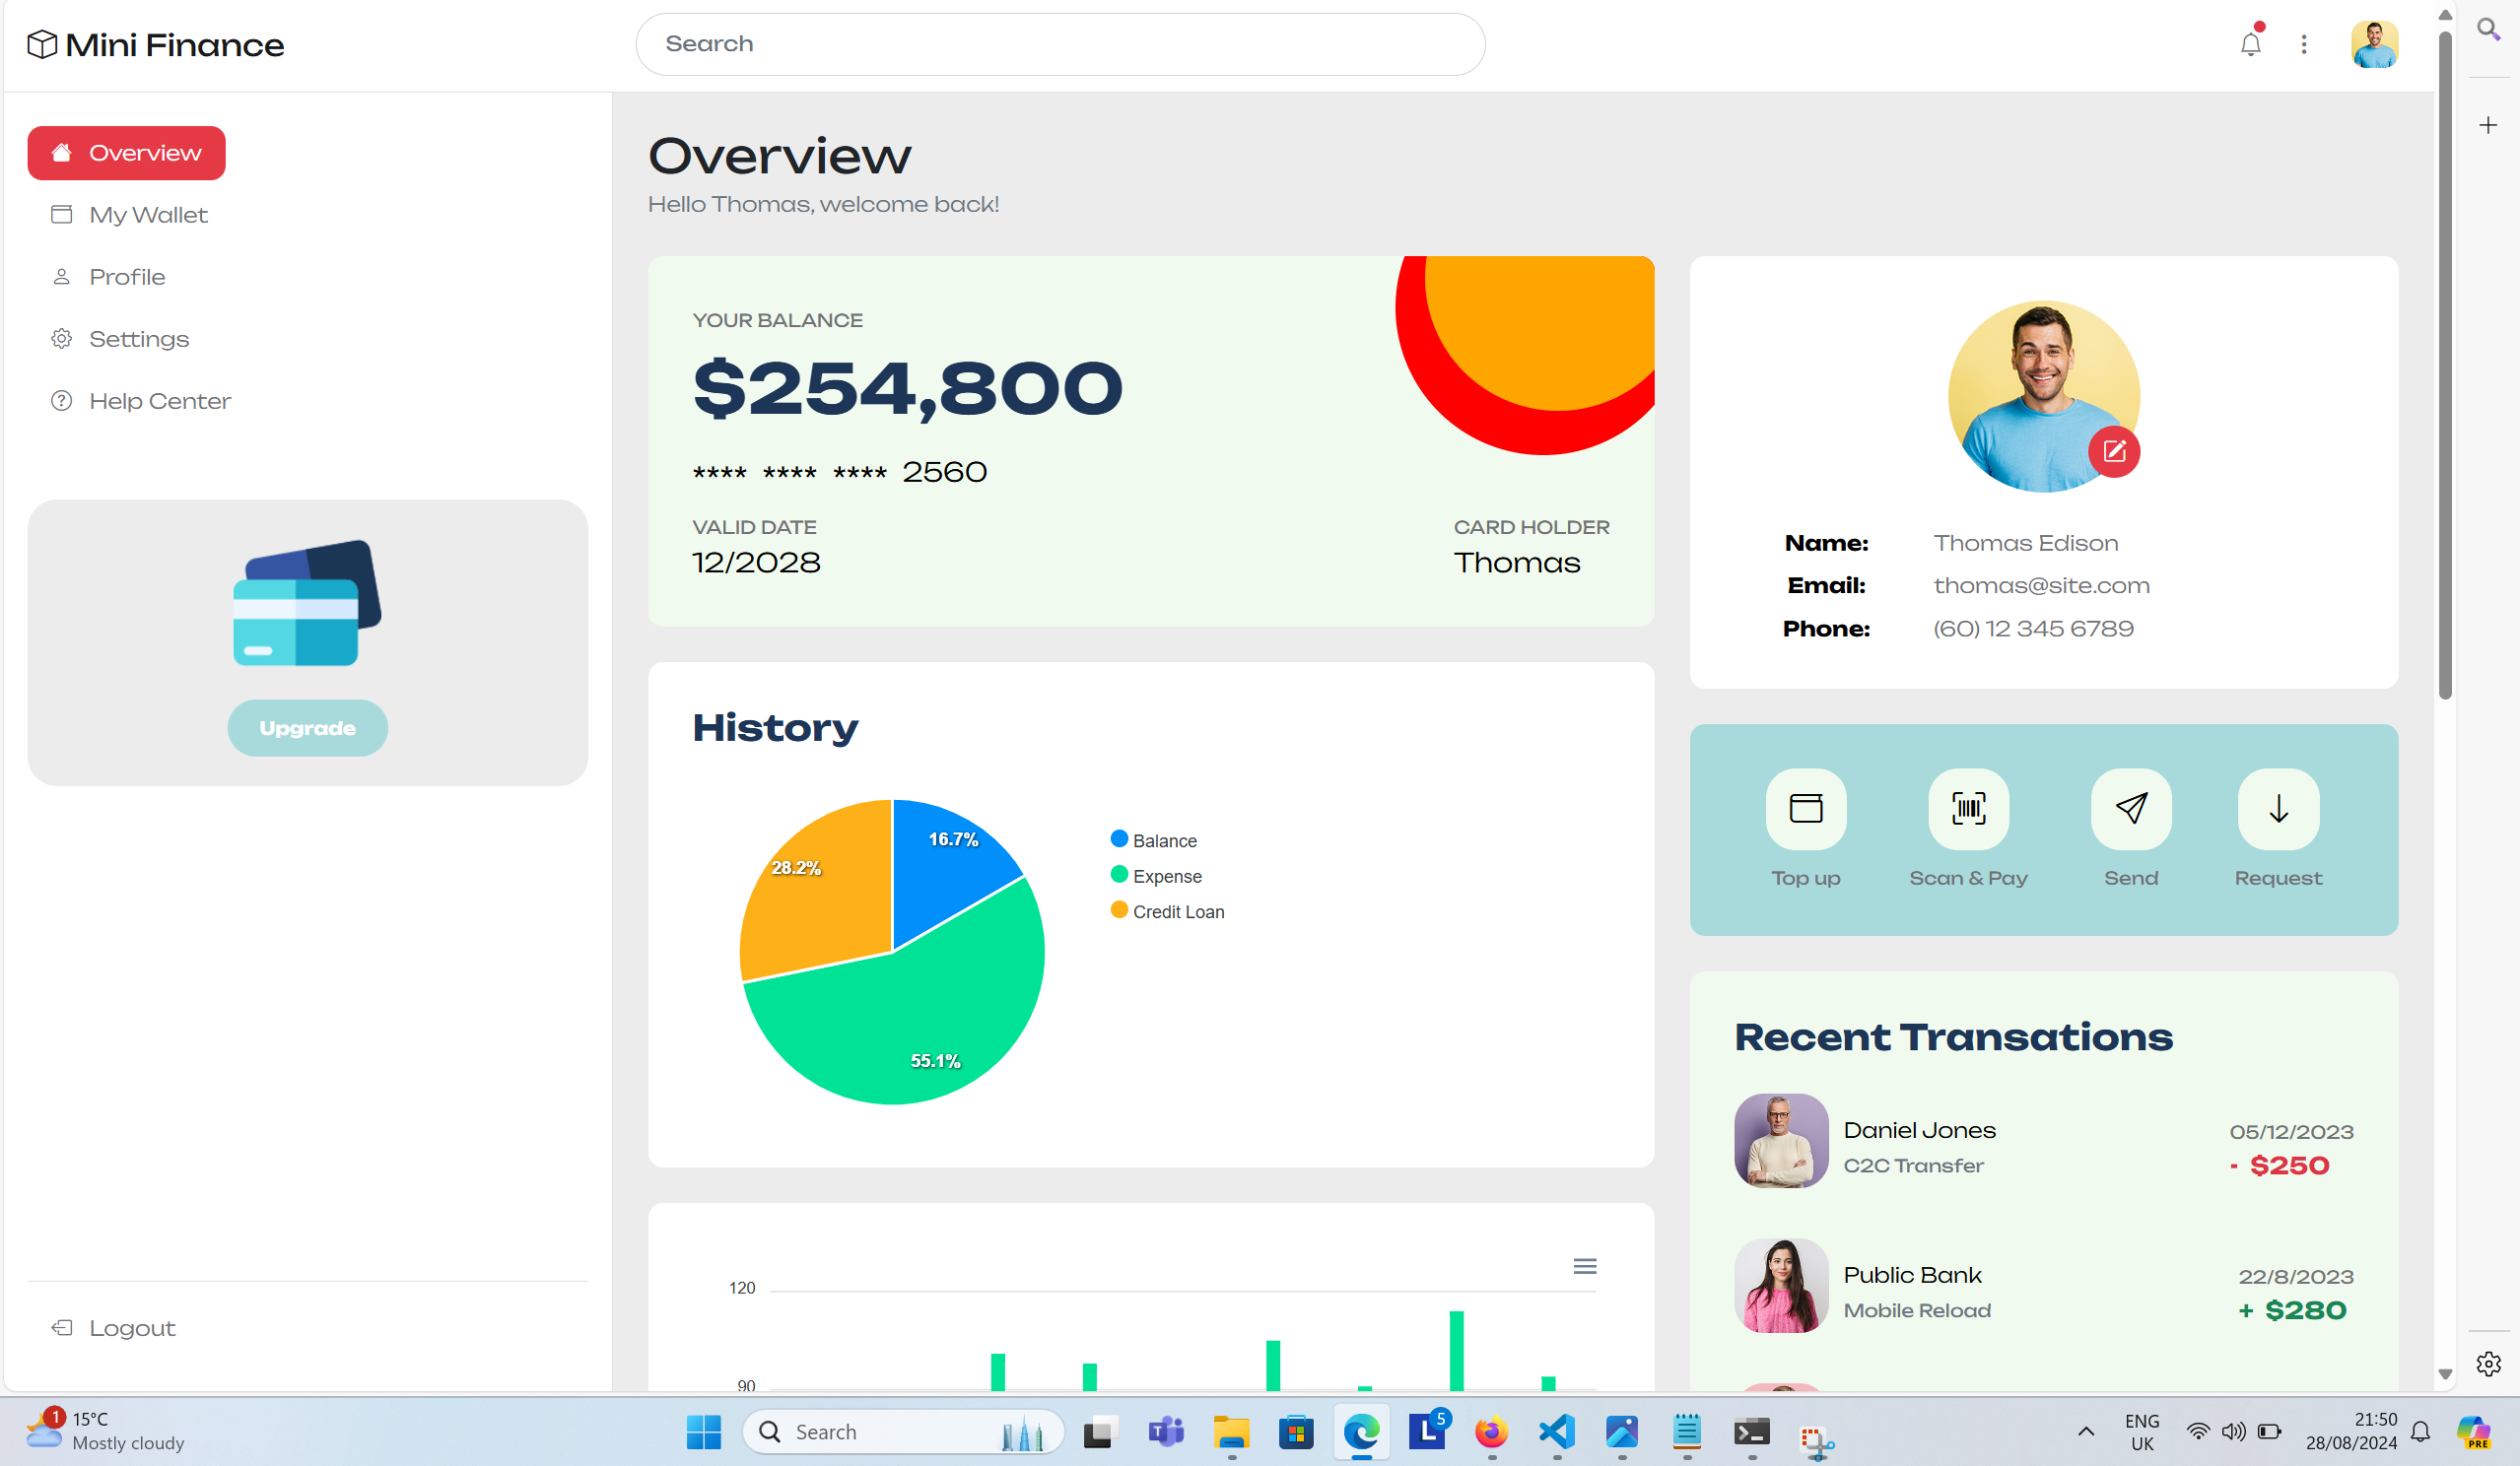 Mini Finance
Search
Overview
My Wallet
Profile
Settings
Help Center
Upgrade
Logout
Overview
Hello Thomas, welcome back!
YOUR BALANCE
$254,800
**** **** **** 2560
VALID DATE
12/2028
CARD HOLDER
Thomas
History
16.7%
28.2%
55.1%
Balance
Expense
Credit Loan
120
90
Name: Thomas Edison
Email: thomas@site.com
Phone: (60) 12 345 6789
Top up
Scan & Pay
Send
Request
Recent Transations
Daniel Jones
C2C Transfer
05/12/2023
- $250
Public Bank
Mobile Reload
22/8/2023
+ $280
1
15°C
Mostly cloudy
Search
L
5
ENG
UK
21:50
28/08/2024
PRE